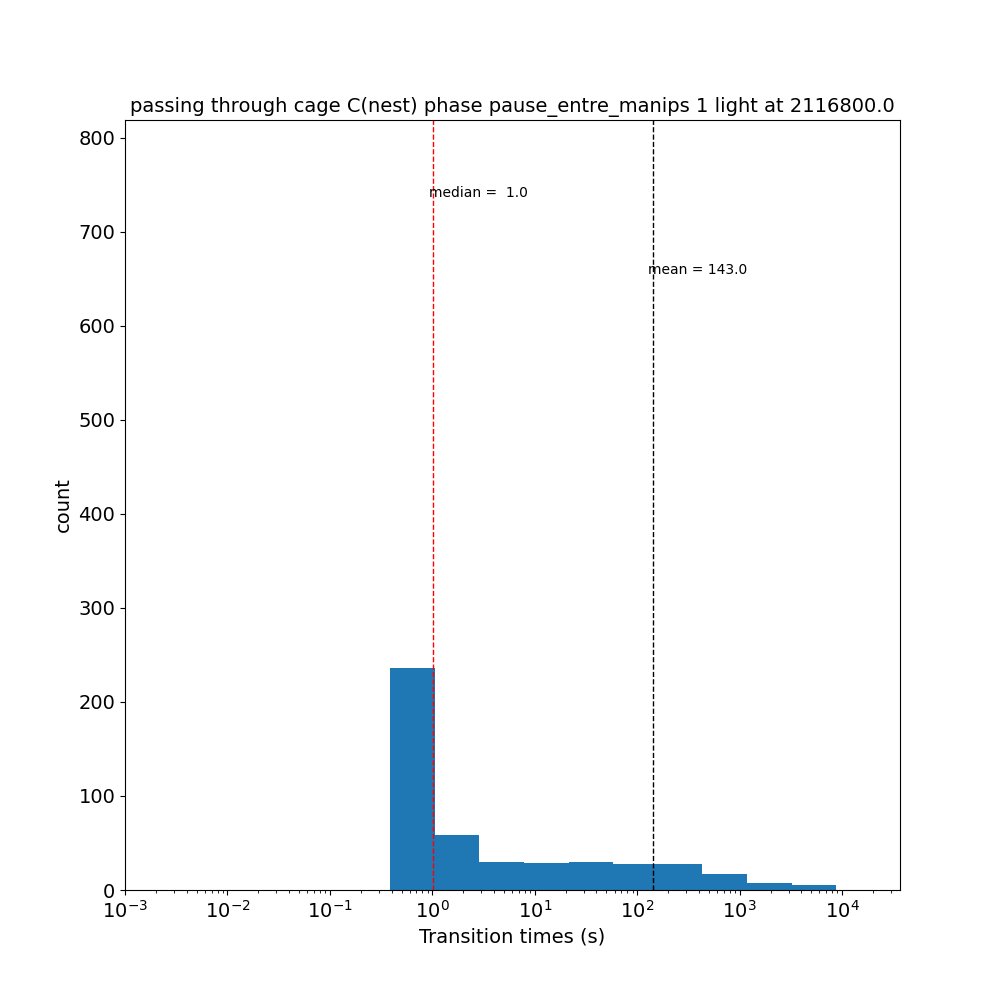 passing through cage C(nest) phase pause_entre_manips 1 light at 2116800.0
800
700
600
500
400
300
200
100
0
count
median =  1.0
mean = 143.0
10⁻³ 10⁻² 10⁻¹ 10⁰ 10¹ 10² 10³ 10⁴
Transition times (s)